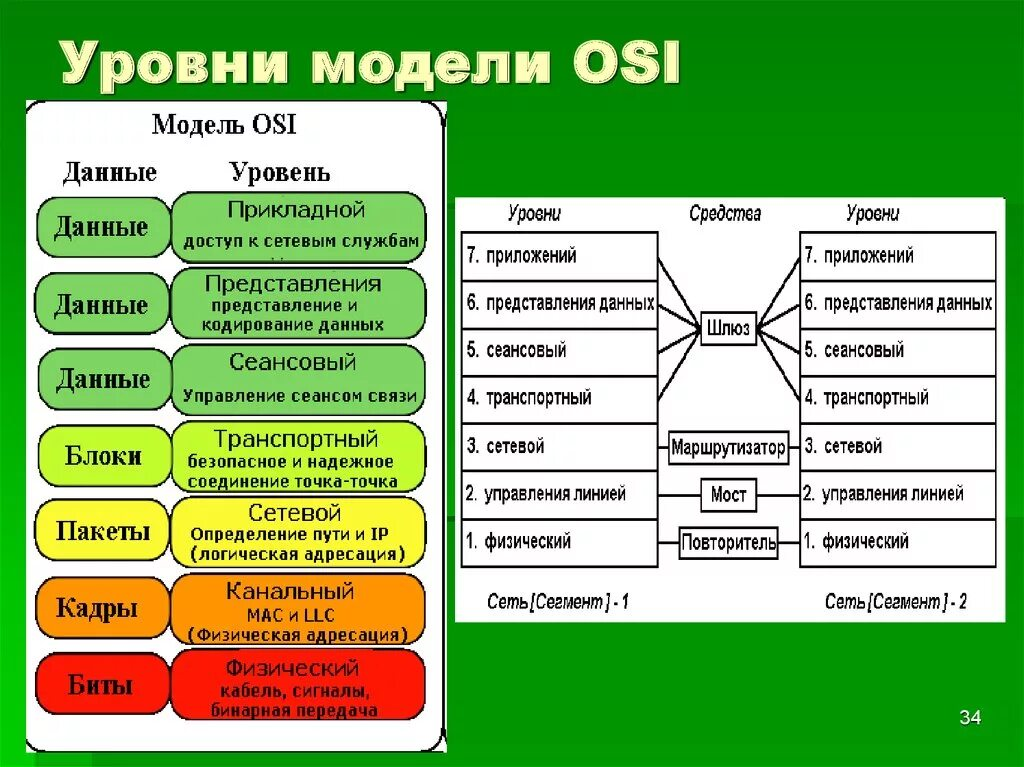 Уровни модели OSI
Модель OSI
Данные Уровень
Данные
Прикладной
доступ к сетевым службам
Данные
Представления
представление и
кодирование данных
Данные
Сеансовый
Управление сеансом связи
Блоки
Транспортный
безопасное и надежное
соединение точка-точка
Пакеты
Сетевой
Определение пути и IP
(логическая адресация)
Кадры
Канальный
MAC и LLC
(Физическая адресация)
Биты
Физический
кабель, сигналы,
бинарная передача
Уровни Средства Уровни
7. приложений
6. представления данных
5. сеансовый
4. транспортный
3. сетевой
2. управления линией
1. физический
Шлюз
Маршрутизатор
Мост
Повторитель
7. приложений
6. представления данных
5. сеансовый
4. транспортный
3. сетевой
2. управления линией
1. физический
Сеть[Сегмент] - 1 Сеть[Сегмент] - 2
34